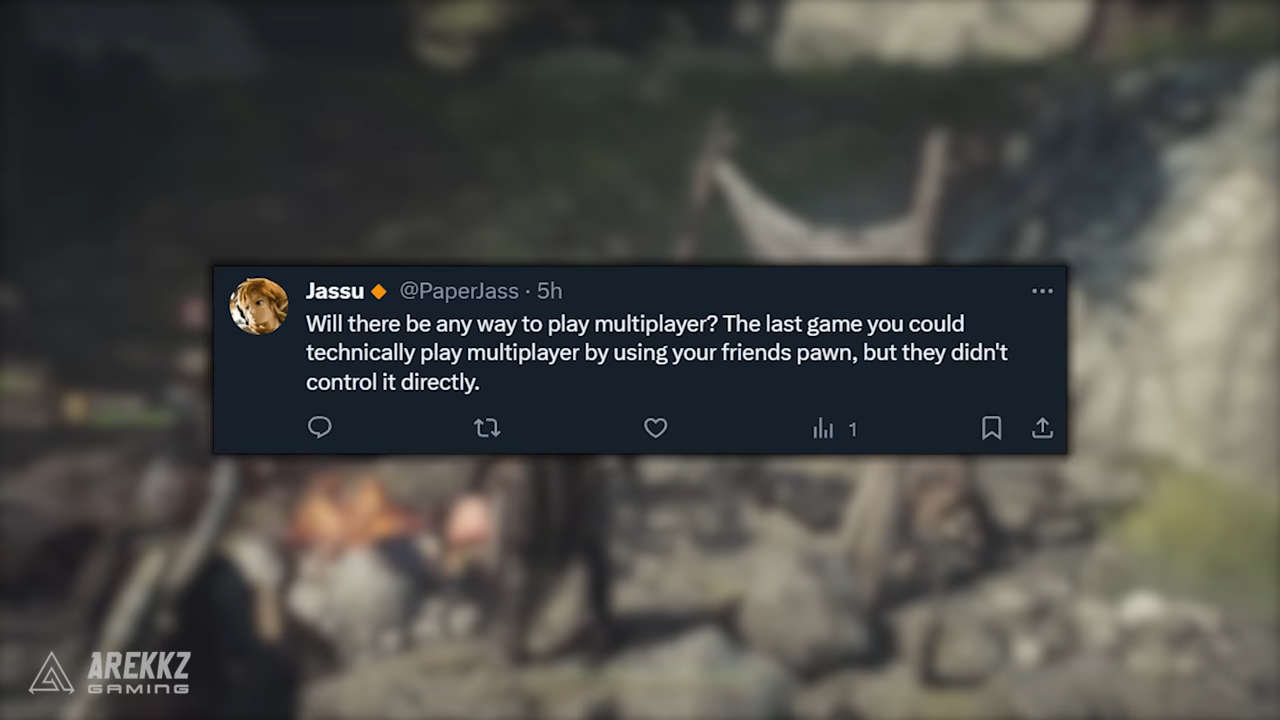 Jassu @PaperJass · 5h
Will there be any way to play multiplayer? The last game you could
technically play multiplayer by using your friends pawn, but they didn't
control it directly.
1
AREKKZ
GAMING